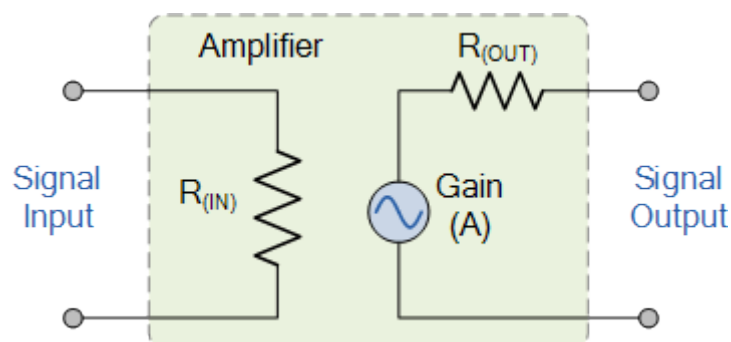 Amplifier
R(OUT)
Signal
Input
R(IN)
Gain
(A)
Signal
Output